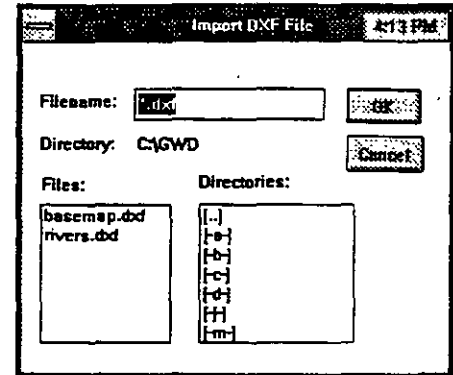 Import DXF File 4:13 PM
Filename: *.dxf OK
Directory: C:\GWD Cancel
Files: Directories:
basemap.dxf
rivers.dxf
[..]
[-a-]
[-b-]
[-c-]
[-d-]
[-f-]
[-m-]